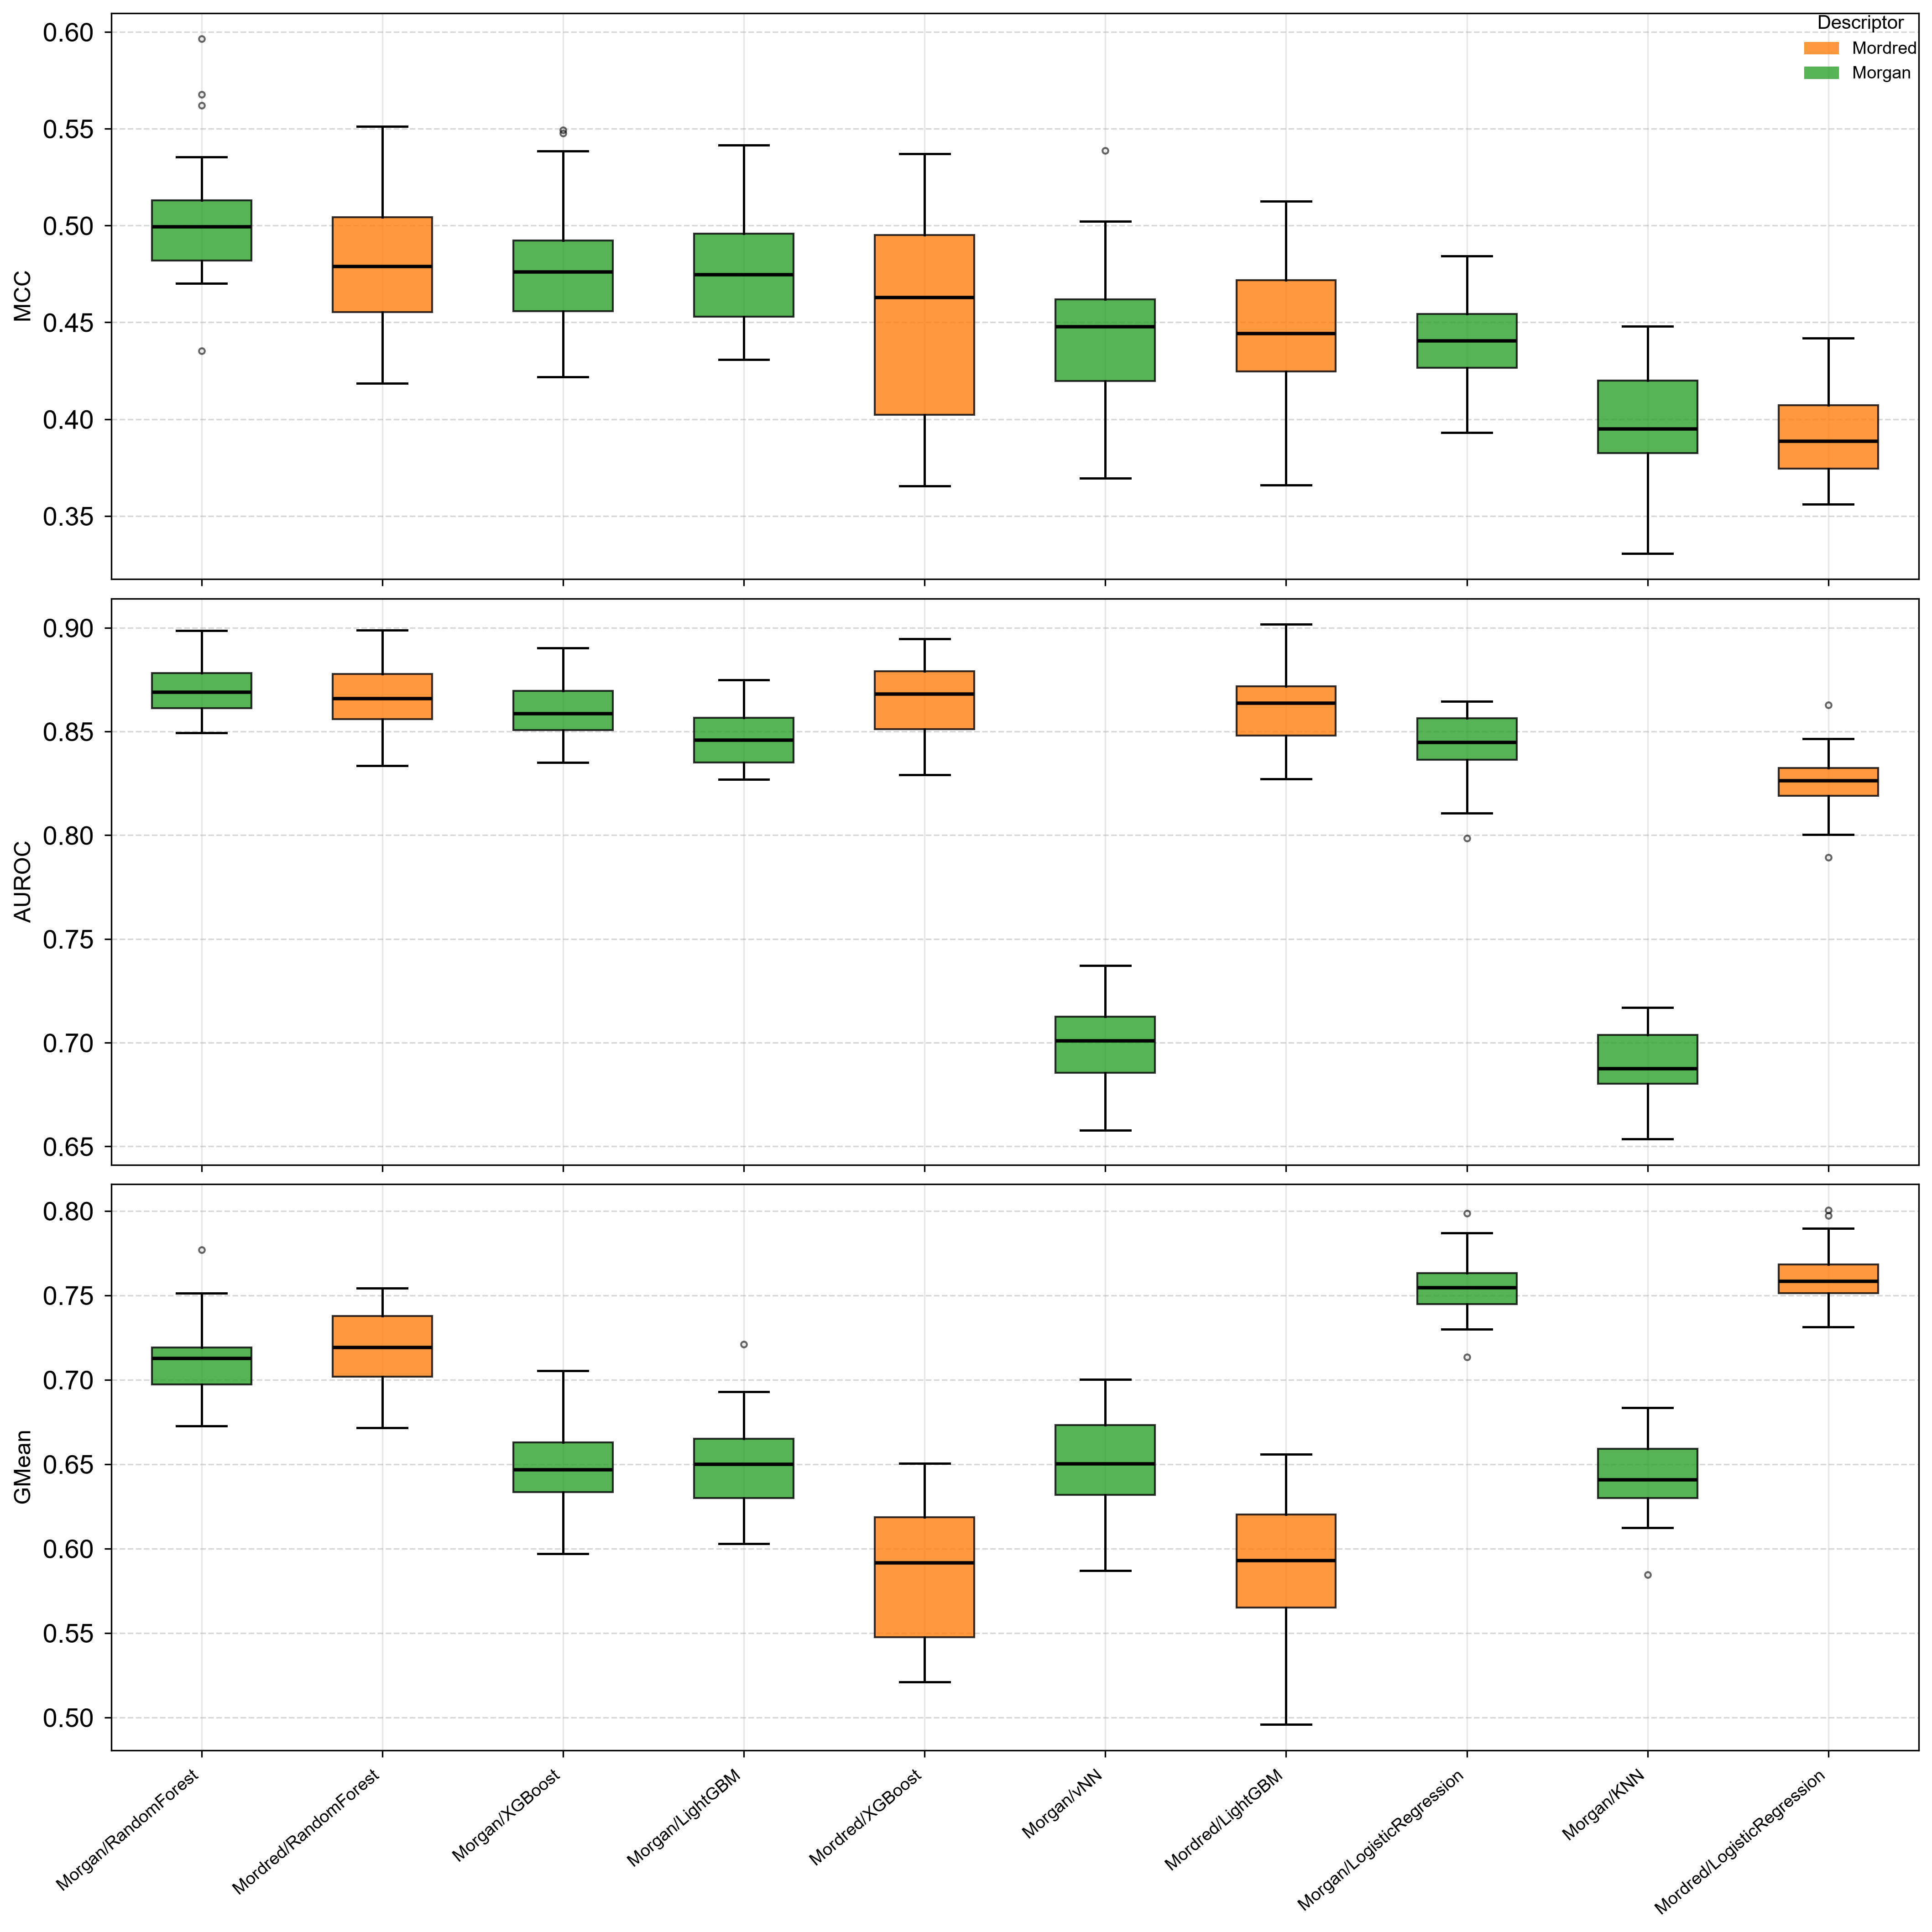 Descriptor
Mordred
Morgan
MCC
0.60
0.55
0.50
0.45
0.40
0.35
AUROC
0.90
0.85
0.80
0.75
0.70
0.65
GMean
0.80
0.75
0.70
0.65
0.60
0.55
0.50
Morgan/RandomForest
Mordred/RandomForest
Morgan/XGBoost
Morgan/LightGBM
Mordred/XGBoost
Morgan/vNN
Mordred/LightGBM
Morgan/LogisticRegression
Morgan/KNN
Mordred/LogisticRegression